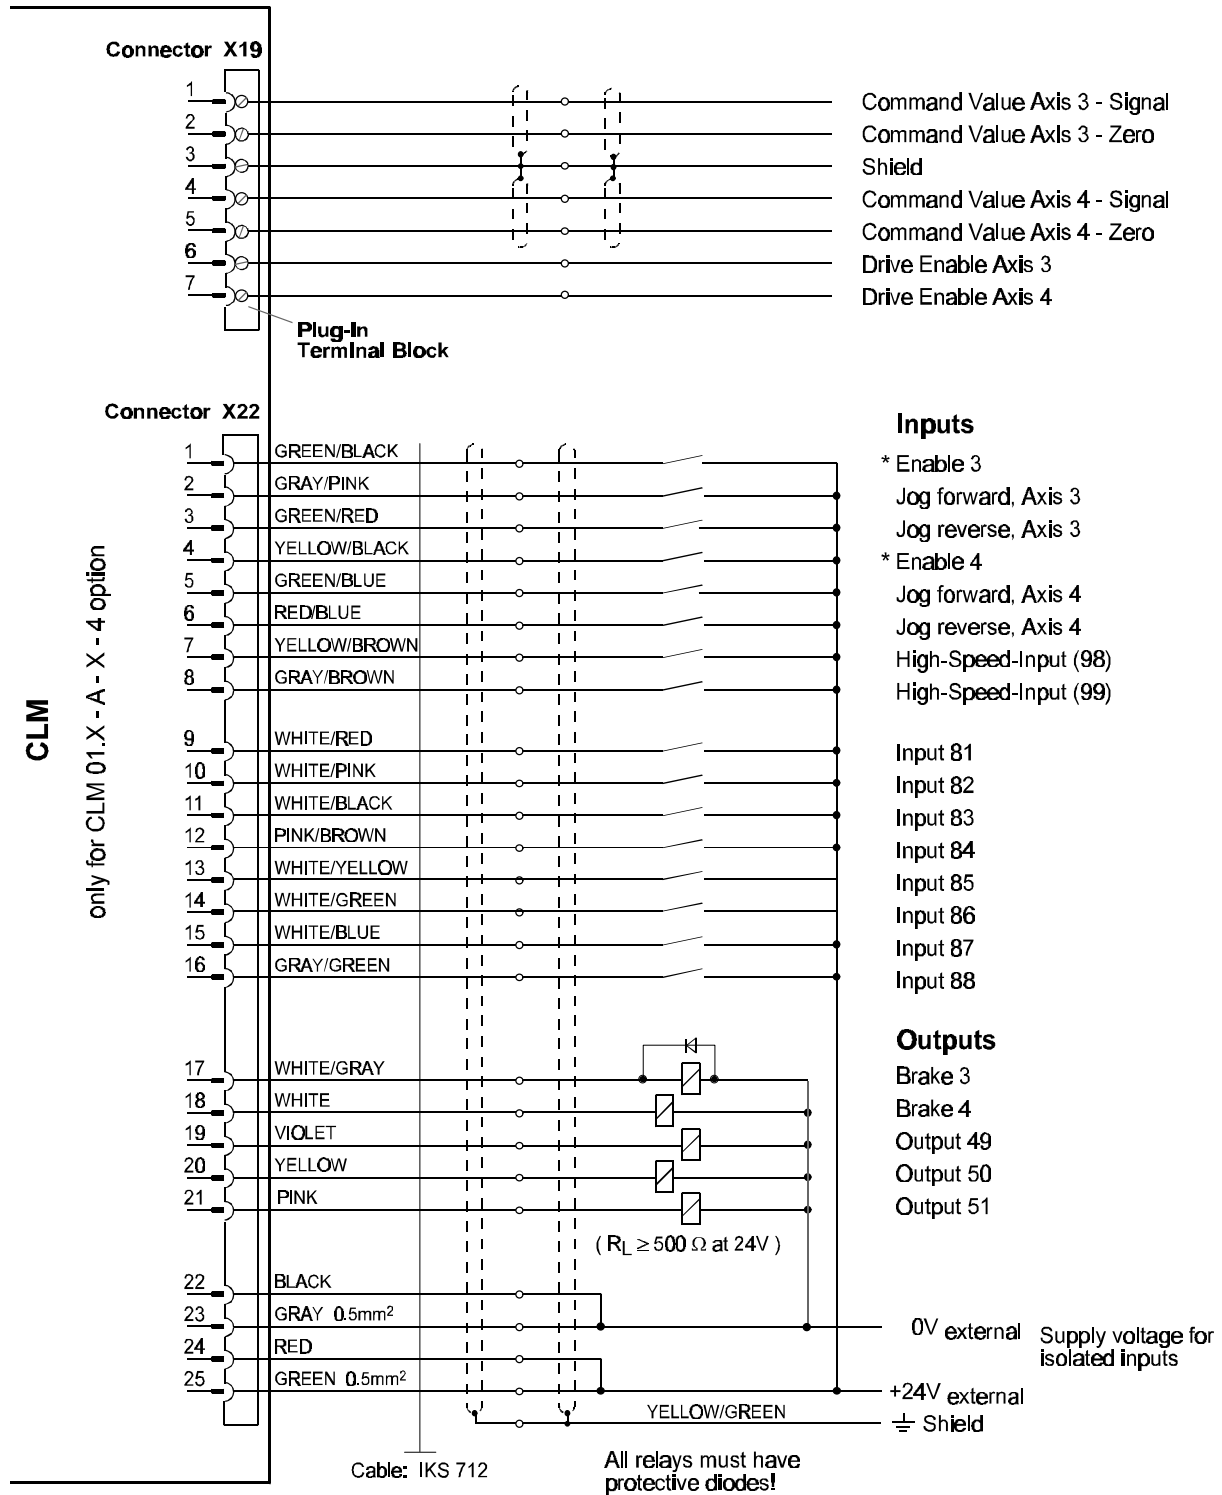 Connector X19
1 Command Value Axis 3 - Signal
2 Command Value Axis 3 - Zero
3 Shield
4 Command Value Axis 4 - Signal
5 Command Value Axis 4 - Zero
6 Drive Enable Axis 3
7 Drive Enable Axis 4
Plug-In
Terminal Block
CLM
only for CLM 01.X - A - X - 4 option
Connector X22
Inputs
1 GREEN/BLACK * Enable 3
2 GRAY/PINK Jog forward, Axis 3
3 GREEN/RED Jog reverse, Axis 3
4 YELLOW/BLACK * Enable 4
5 GREEN/BLUE Jog forward, Axis 4
6 RED/BLUE Jog reverse, Axis 4
7 YELLOW/BROWN High-Speed-Input (98)
8 GRAY/BROWN High-Speed-Input (99)
9 WHITE/RED Input 81
10 WHITE/PINK Input 82
11 WHITE/BLACK Input 83
12 PINK/BROWN Input 84
13 WHITE/YELLOW Input 85
14 WHITE/GREEN Input 86
15 WHITE/BLUE Input 87
16 GRAY/GREEN Input 88
Outputs
17 WHITE/GRAY Brake 3
18 WHITE Brake 4
19 VIOLET Output 49
20 YELLOW Output 50
21 PINK Output 51
( RL ≥ 500 Ω at 24V )
22 BLACK
23 GRAY 0.5mm² 0V external
Supply voltage for
isolated inputs
24 RED
25 GREEN 0.5mm² +24V external
YELLOW/GREEN Shield
Cable: IKS 712
All relays must have
protective diodes!